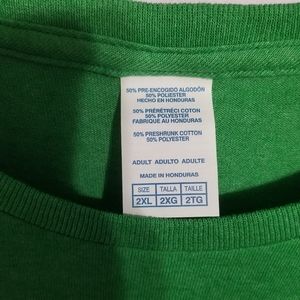 50% PRE-ENCOGIDO ALGODÓN
50% POLIESTER
HECHO EN HONDURAS
50% PRÉRÉTRÉCI COTON
50% POLYESTER
FABRIQUE AU HONDURAS
50% PRESHRUNK COTTON
50% POLYESTER
ADULT ADULTO ADULTE
MADE IN HONDURAS
SIZE TALLA TAILLE
2XL 2XG 2TG